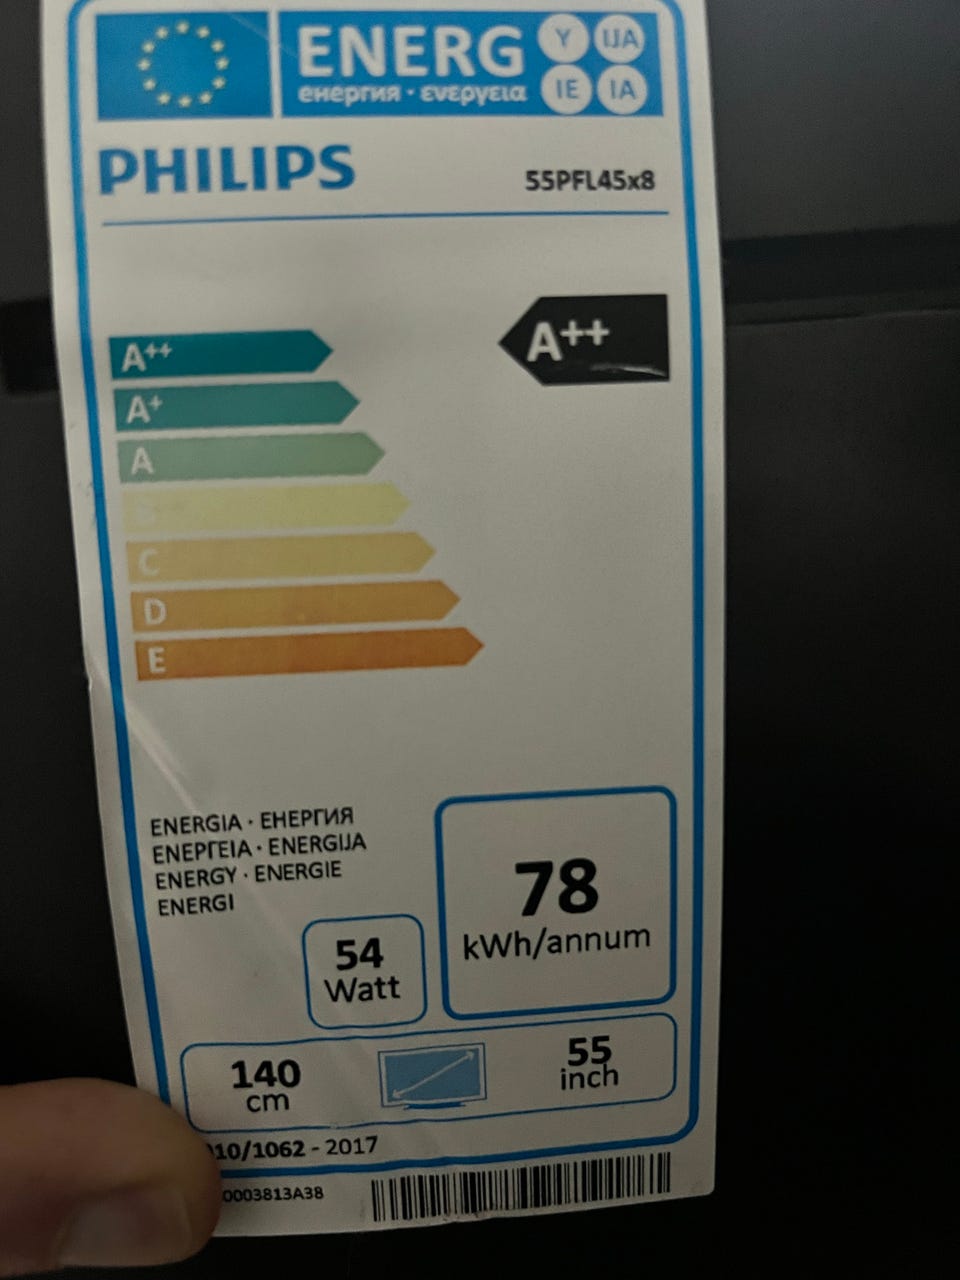 ENERG
Y IJA
енергия · ενεργεια
IE IA
PHILIPS
55PFL45x8
A++
A++
A+
A
B
C
D
E
ENERGIA · ЕНЕРГИЯ
ΕΝΕΡΓΕΙΑ · ENERGIJA
ENERGY · ENERGIE
ENERGI
78
kWh/annum
54
Watt
140
cm
55
inch
10/1062 - 2017
0003813A38